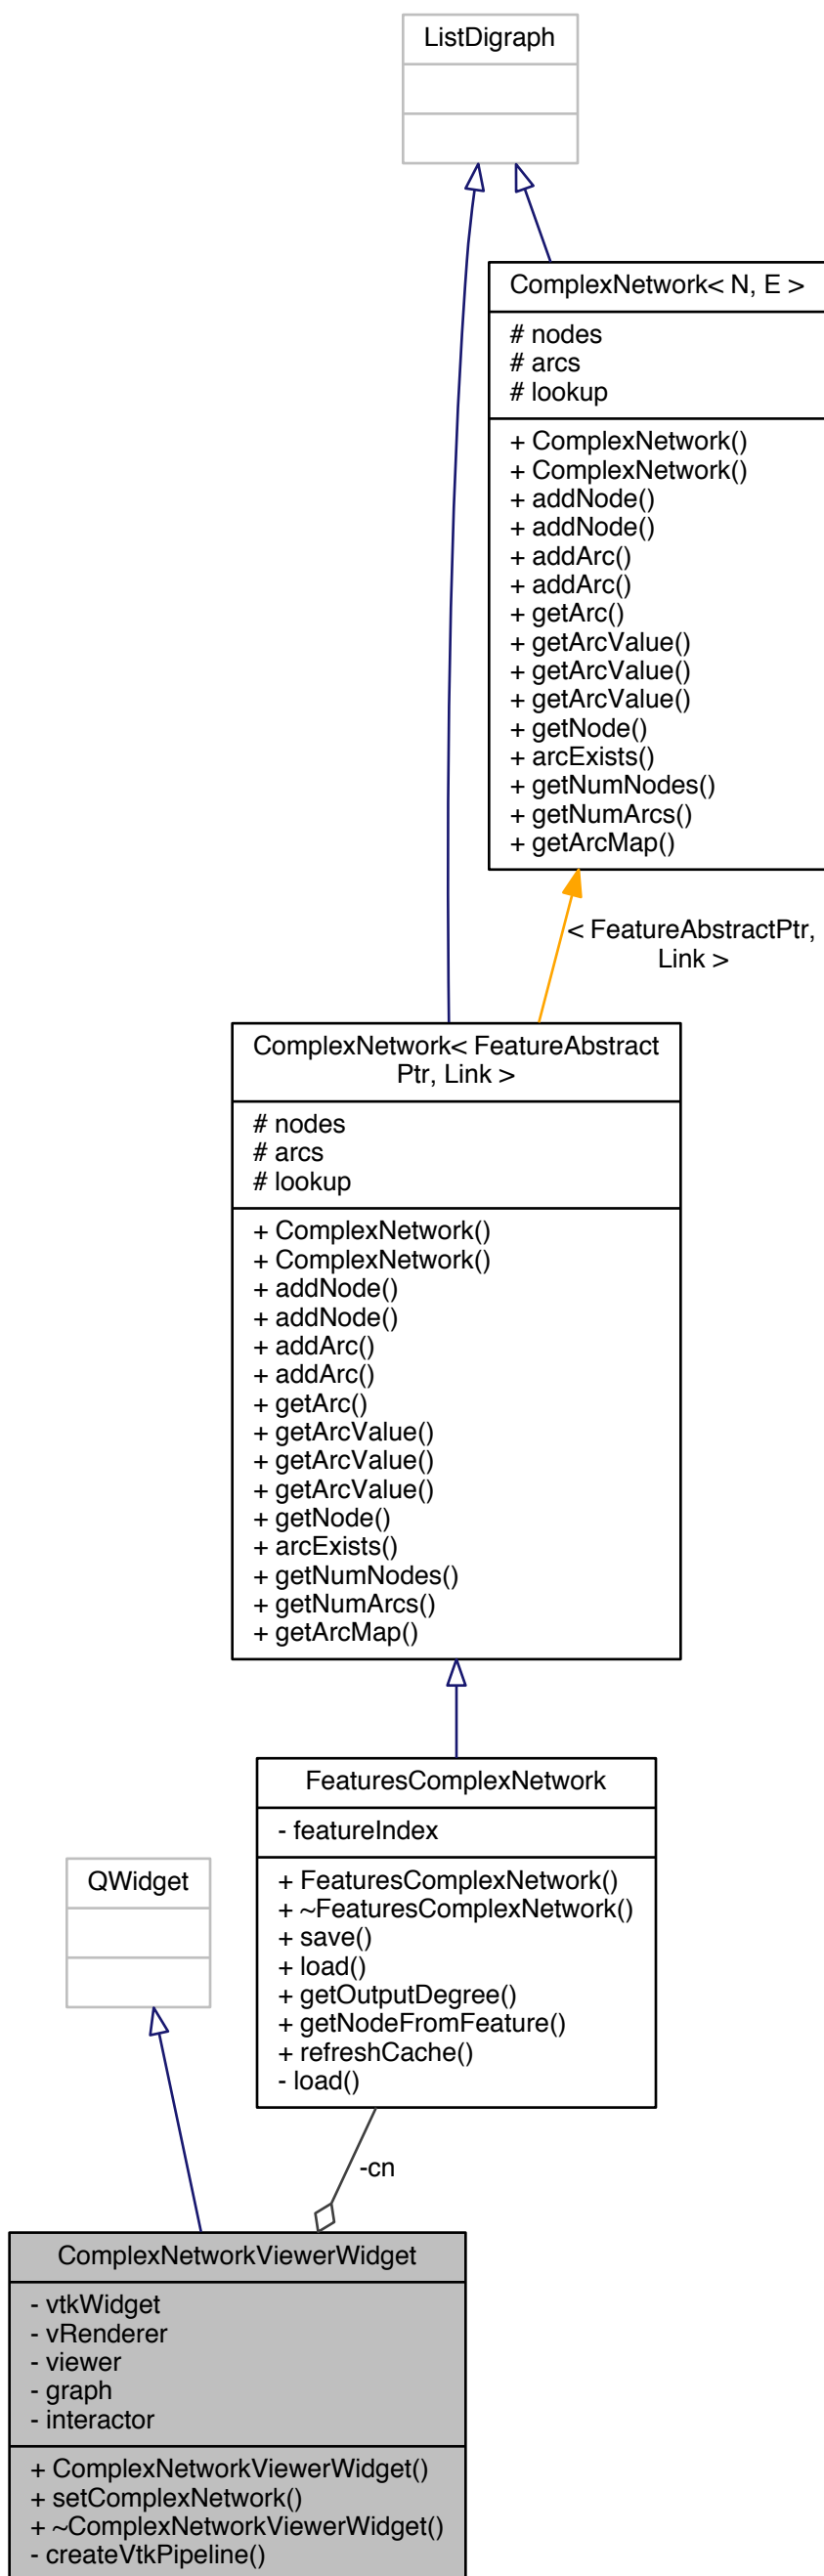 ListDigraph
ComplexNetwork< N, E >
# nodes
# arcs
# lookup
+ ComplexNetwork()
+ ComplexNetwork()
+ addNode()
+ addNode()
+ addArc()
+ addArc()
+ getArc()
+ getArcValue()
+ getArcValue()
+ getArcValue()
+ getNode()
+ arcExists()
+ getNumNodes()
+ getNumArcs()
+ getArcMap()
< FeatureAbstractPtr,
Link >
ComplexNetwork< FeatureAbstract
Ptr, Link >
# nodes
# arcs
# lookup
+ ComplexNetwork()
+ ComplexNetwork()
+ addNode()
+ addNode()
+ addArc()
+ addArc()
+ getArc()
+ getArcValue()
+ getArcValue()
+ getArcValue()
+ getNode()
+ arcExists()
+ getNumNodes()
+ getNumArcs()
+ getArcMap()
FeaturesComplexNetwork
- featureIndex
+ FeaturesComplexNetwork()
+ ~FeaturesComplexNetwork()
+ save()
+ load()
+ getOutputDegree()
+ getNodeFromFeature()
+ refreshCache()
- load()
QWidget
-cn
ComplexNetworkViewerWidget
- vtkWidget
- vRenderer
- viewer
- graph
- interactor
+ ComplexNetworkViewerWidget()
+ setComplexNetwork()
+ ~ComplexNetworkViewerWidget()
- createVtkPipeline()